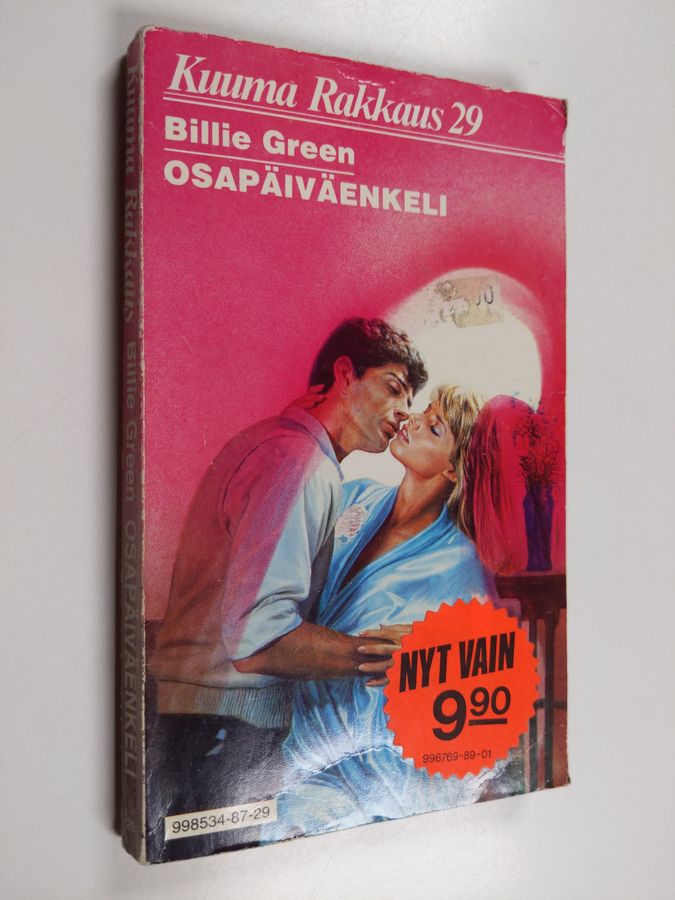 Kuuma Rakkaus 29
Billie Green
OSAPÄIVÄENKELI
NYT VAIN
9 90
996769-89-01
998534-87-29
Kuuma Rakkaus Billie Green OSAPÄIVÄENKELI